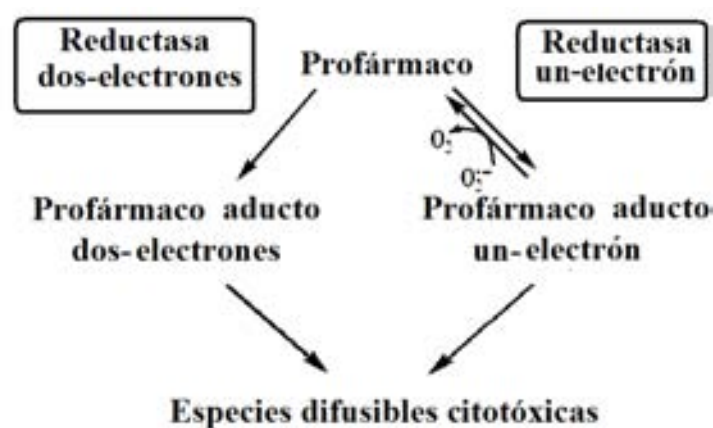 Reductasa
dos-electrones
Profármaco
Reductasa
un-electrón
O2
O2·-
Profármaco aducto
dos-electrones
Profármaco aducto-
un-electrón
Especies difusibles citotóxicas